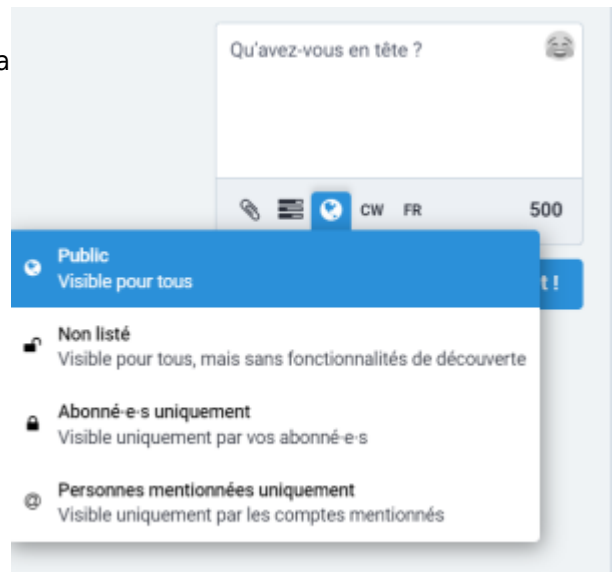 a
Qu'avez-vous en tête ?
CW FR 500
Public
Visible pour tous
t !
Non listé
Visible pour tous, mais sans fonctionnalités de découverte
Abonné·e·s uniquement
Visible uniquement par vos abonné·e·s
@ Personnes mentionnées uniquement
Visible uniquement par les comptes mentionnés